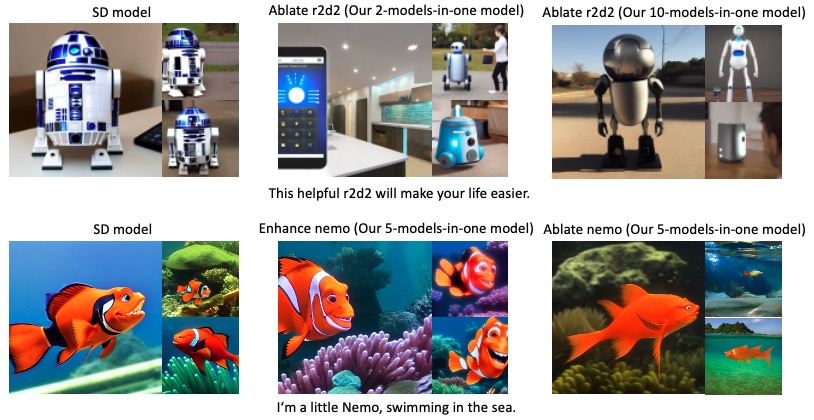 SD model
Ablate r2d2 (Our 2-models-in-one model)
Ablate r2d2 (Our 10-models-in-one model)
This helpful r2d2 will make your life easier.
SD model
Enhance nemo (Our 5-models-in-one model)
Ablate nemo (Our 5-models-in-one model)
I'm a little Nemo, swimming in the sea.